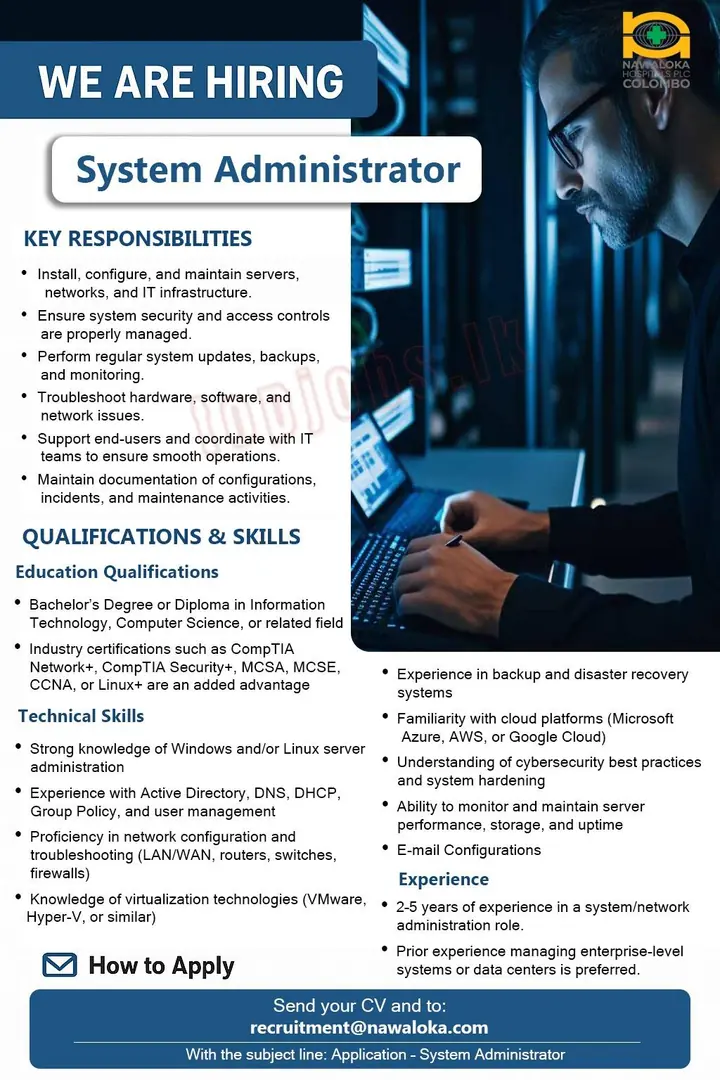 NAWALOKA
HOSPITALS PLC
COLOMBO
WE ARE HIRING
System Administrator
KEY RESPONSIBILITIES
• Install, configure, and maintain servers,
networks, and IT infrastructure.
• Ensure system security and access controls
are properly managed.
• Perform regular system updates, backups,
and monitoring.
• Troubleshoot hardware, software, and
network issues.
• Support end-users and coordinate with IT
teams to ensure smooth operations.
• Maintain documentation of configurations,
incidents, and maintenance activities.
topjobs.lk
QUALIFICATIONS & SKILLS
Education Qualifications
• Bachelor's Degree or Diploma in Information
Technology, Computer Science, or related field
• Industry certifications such as CompTIA
Network+, CompTIA Security+, MCSA, MCSE,
CCNA, or Linux+ are an added advantage
Technical Skills
• Strong knowledge of Windows and/or Linux server
administration
• Experience with Active Directory, DNS, DHCP,
Group Policy, and user management
• Proficiency in network configuration and
troubleshooting (LAN/WAN, routers, switches,
firewalls)
• Knowledge of virtualization technologies (VMware,
Hyper-V, or similar)
• Experience in backup and disaster recovery
systems
• Familiarity with cloud platforms (Microsoft
Azure, AWS, or Google Cloud)
• Understanding of cybersecurity best practices
and system hardening
• Ability to monitor and maintain server
performance, storage, and uptime
• E-mail Configurations
Experience
• 2-5 years of experience in a system/network
administration role.
• Prior experience managing enterprise-level
systems or data centers is preferred.
How to Apply
Send your CV and to:
recruitment@nawaloka.com
With the subject line: Application – System Administrator